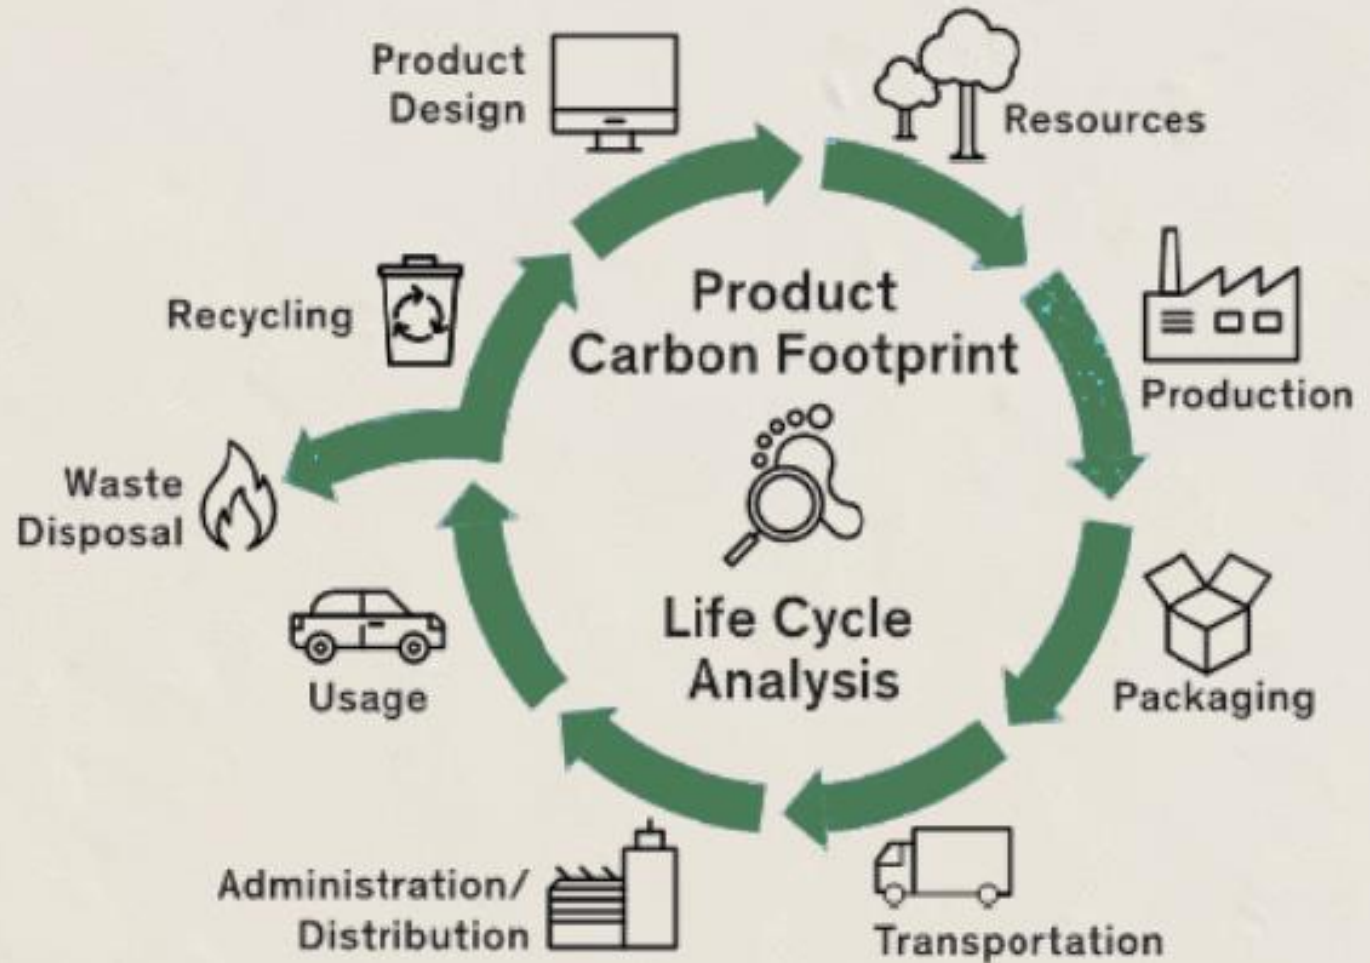 Product
Design
Resources
Recycling
Product
Carbon Footprint
Production
Waste
Disposal
Life Cycle
Analysis
Usage
Packaging
Administration/
Distribution
Transportation